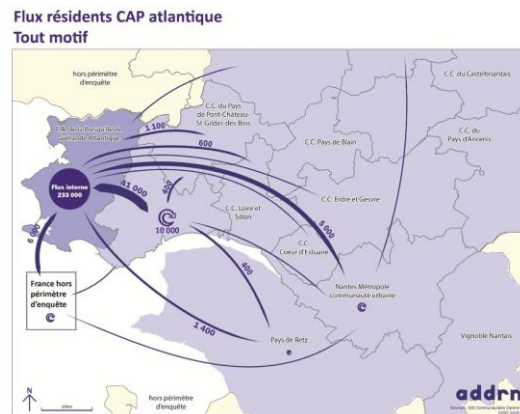 Flux résidents CAP atlantique
Tout motif
hors périmètre
d'enquête
C.C. du Castelbriantais
C.C. du Pays
de Pont-Château
St-Gildas des Bois
C.A. de la Presqu'île de
Guérande Atlantique
1 100
600
C.C. Pays de Blain
C.C. du
Pays d'Ancenis
Flux interne
233 000
41 000
400
10 000
C.C. Loire et
Sillon
C.C. Erdre et Gesvre
5 000
C.C.
Coeur d'Estuaire
6 000
400
France hors
périmètre
d'enquête
Nantes Métropole
communauté urbaine
1 400
Pays de Retz
Vignoble Nantais
N
hors périmètre
d'enquête
addrn